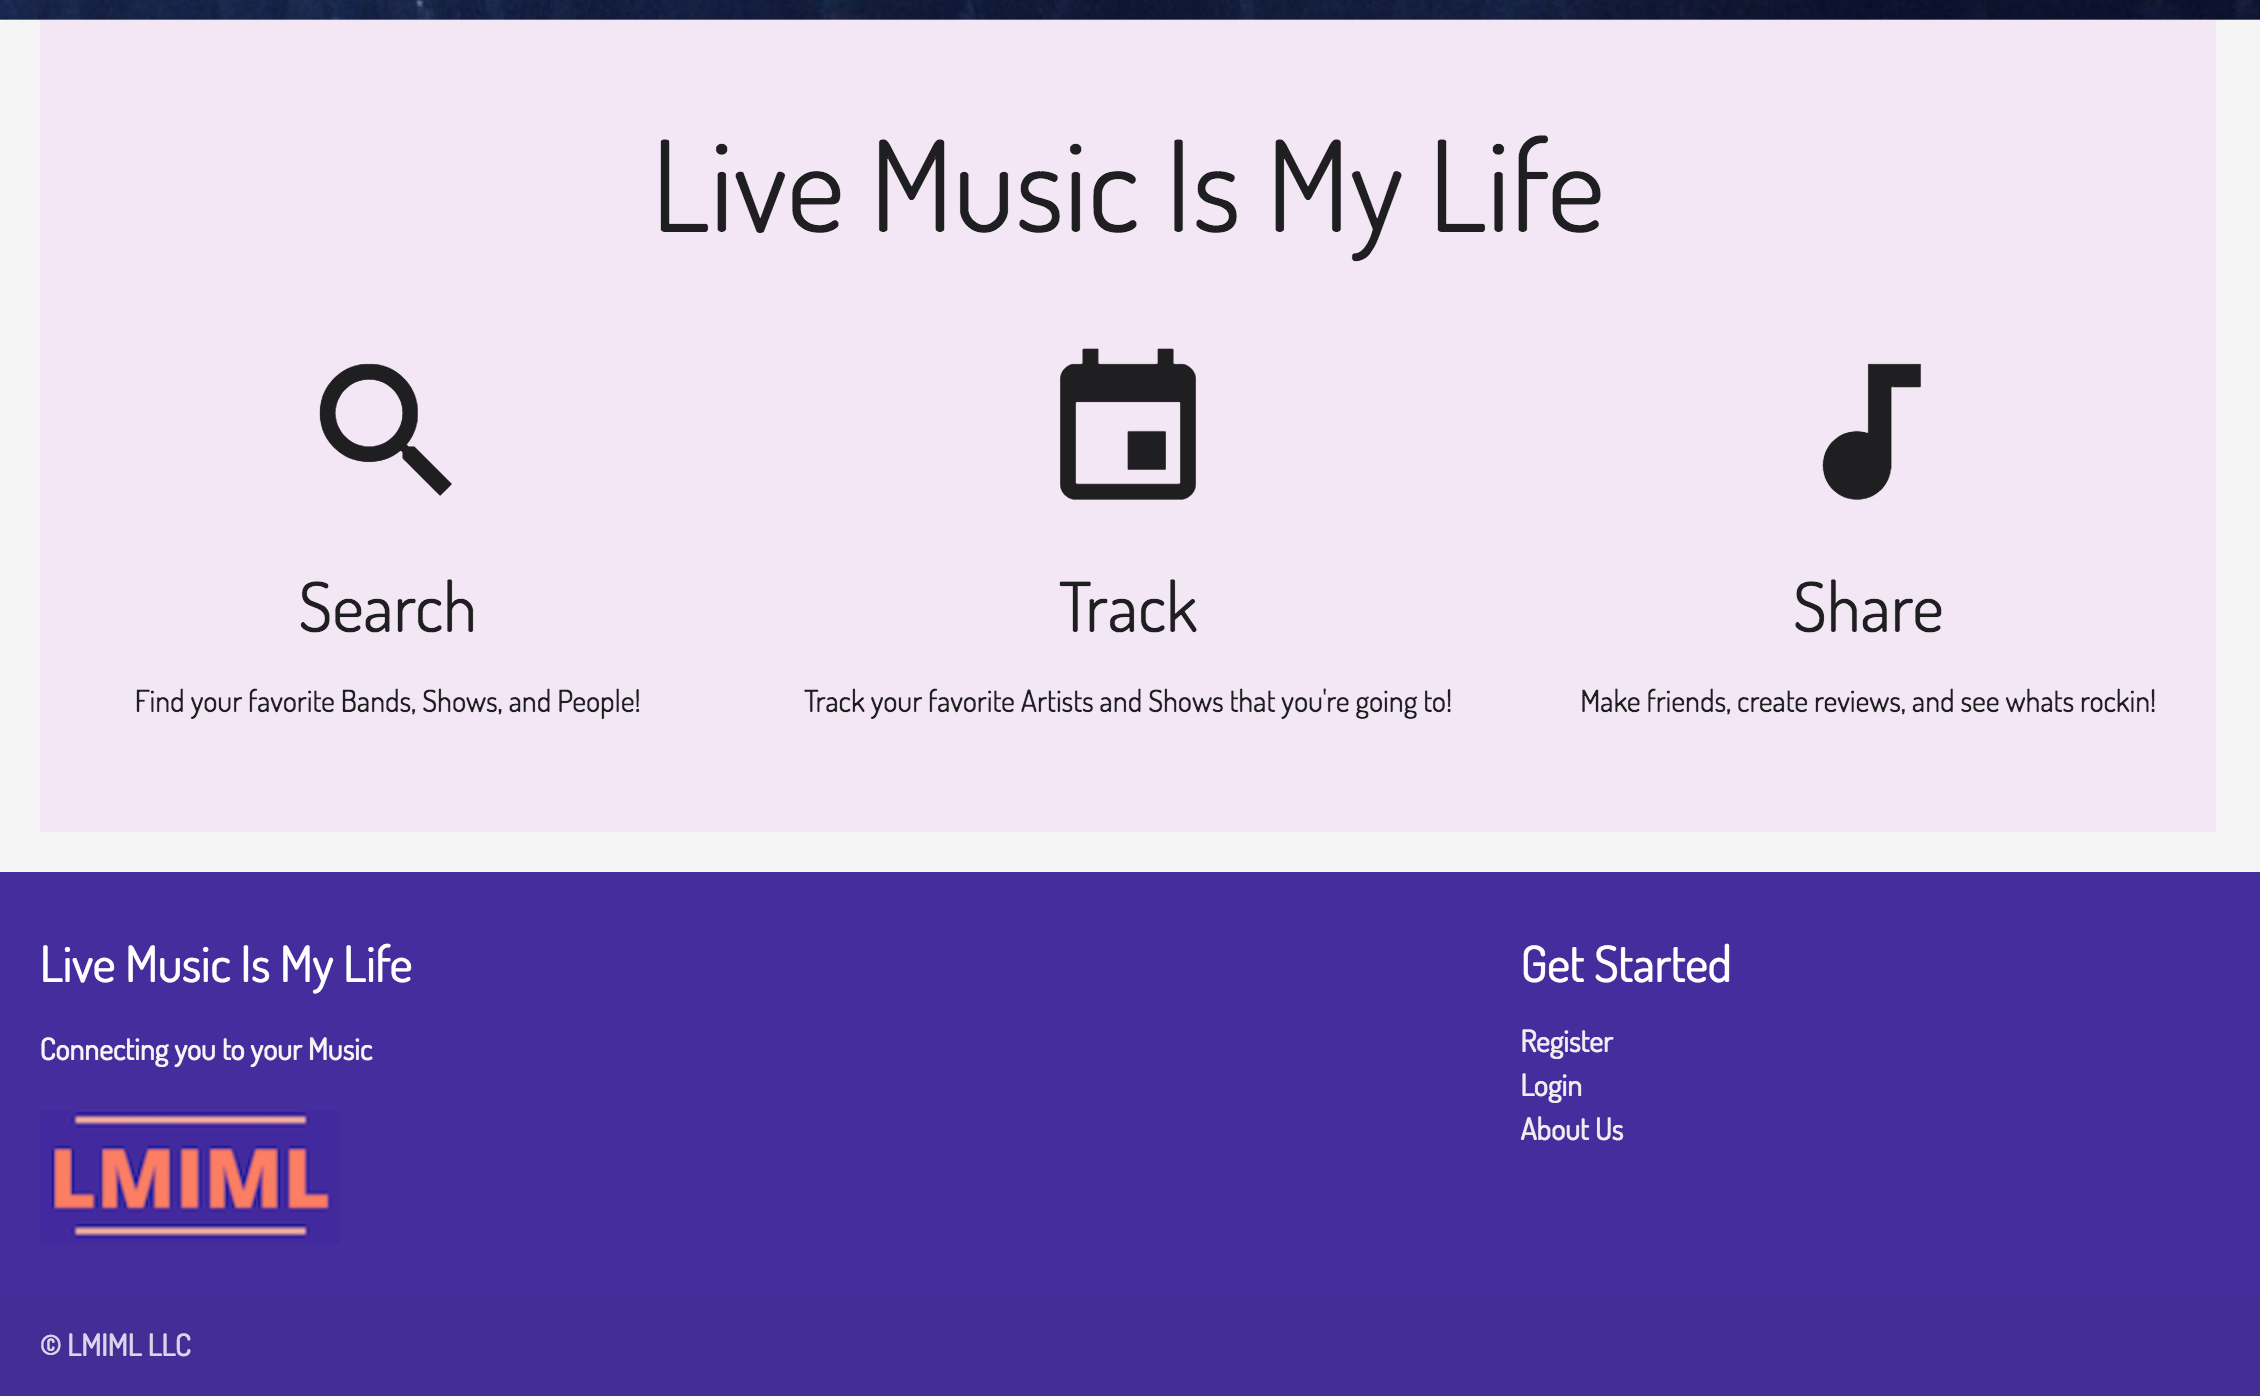 Live Music Is My Life
Search
Find your favorite Bands, Shows, and People!
Track
Track your favorite Artists and Shows that you're going to!
Share
Make friends, create reviews, and see whats rockin!
Live Music Is My Life
Connecting you to your Music
LMIML
Get Started
Register
Login
About Us
© LMIML LLC